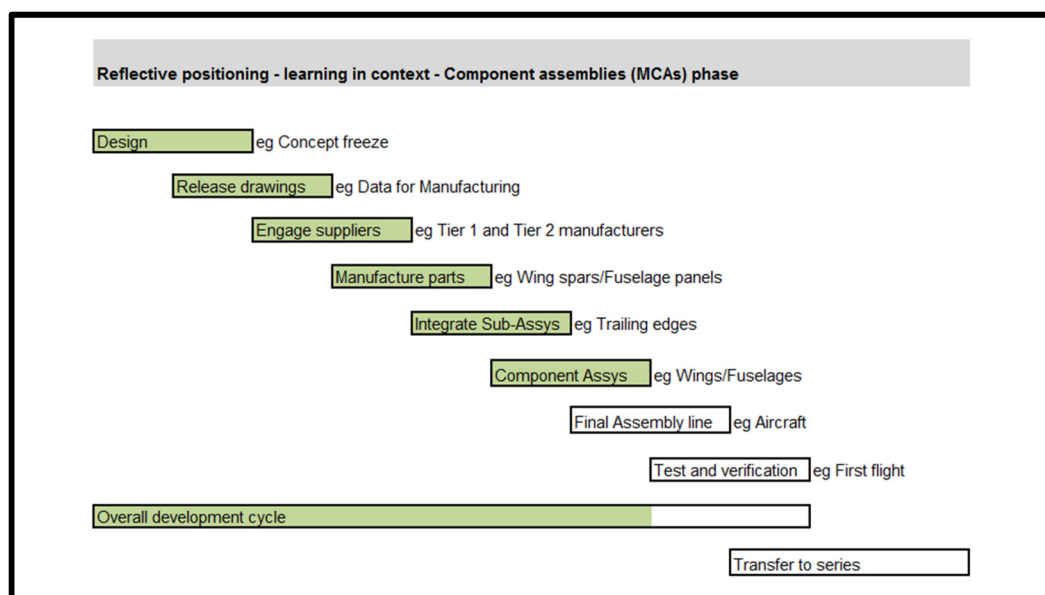 Reflective positioning - learning in context - Component assemblies (MCAs) phase
Design eg Concept freeze
Release drawings eg Data for Manufacturing
Engage suppliers eg Tier 1 and Tier 2 manufacturers
Manufacture parts eg Wing spars/Fuselage panels
Integrate Sub-Assys eg Trailing edges
Component Assys eg Wings/Fuselages
Final Assembly line eg Aircraft
Test and verification eg First flight
Overall development cycle
Transfer to series